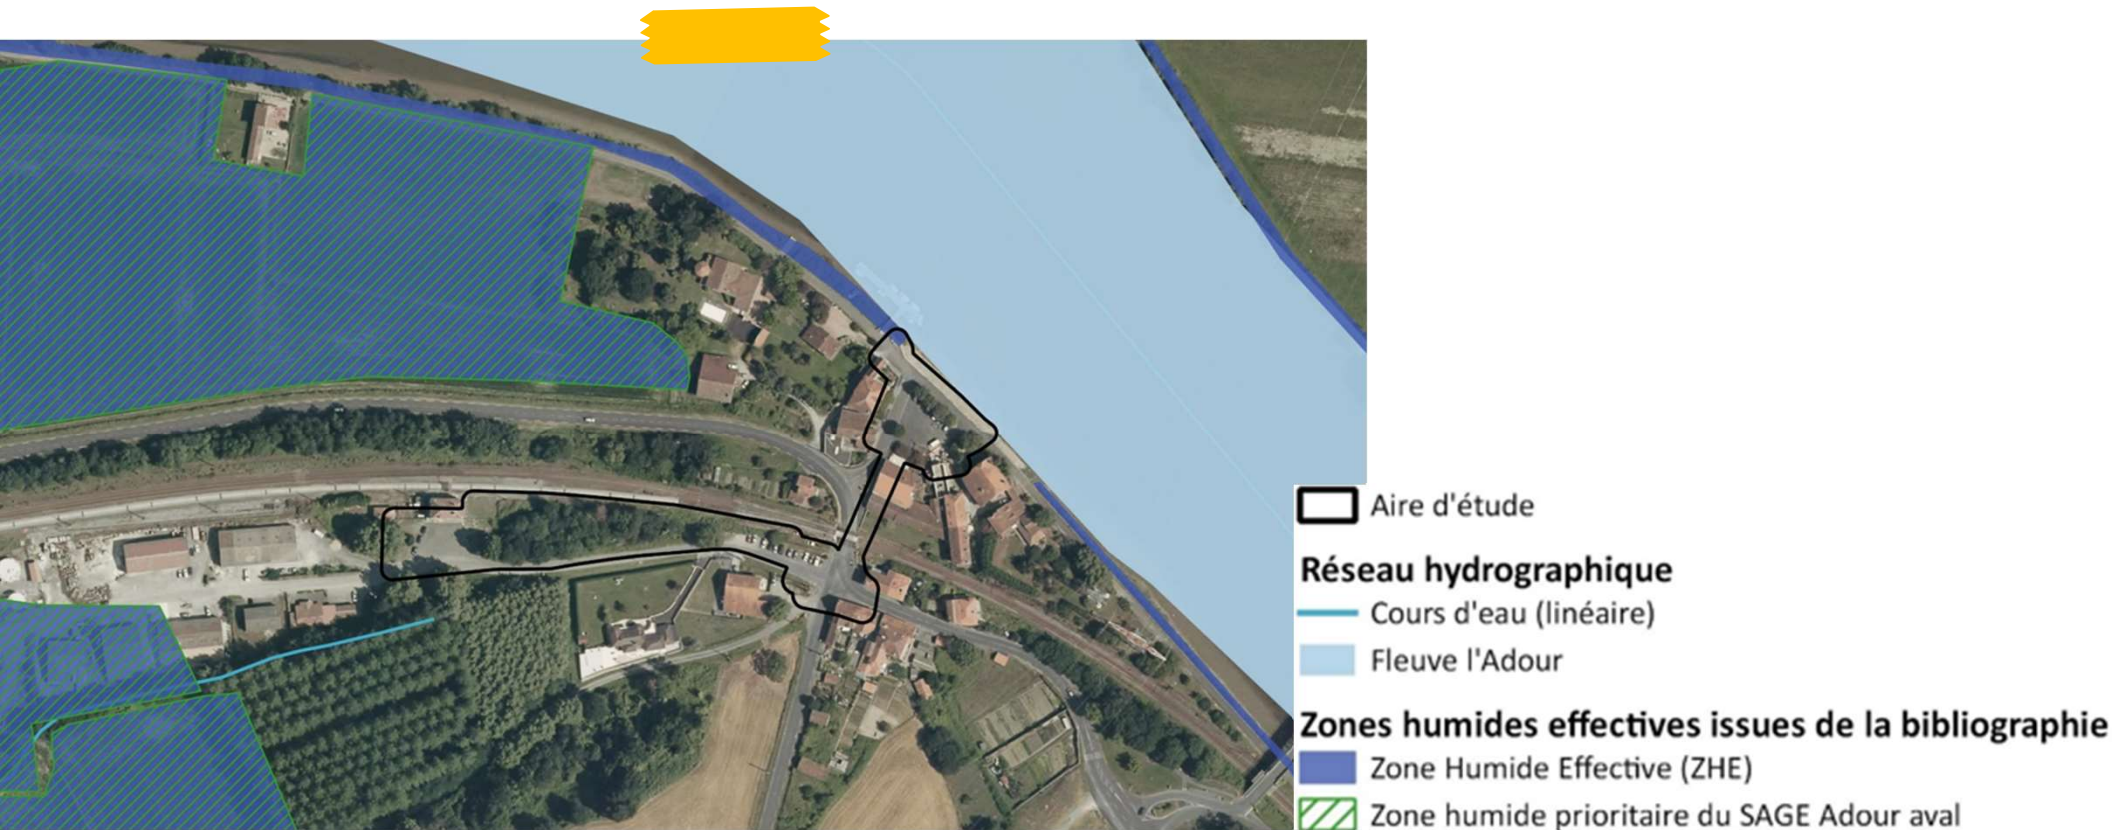 Aire d'étude
Réseau hydrographique
Cours d'eau (linéaire)
Fleuve l'Adour
Zones humides effectives issues de la bibliographie
Zone Humide Effective (ZHE)
Zone humide prioritaire du SAGE Adour aval